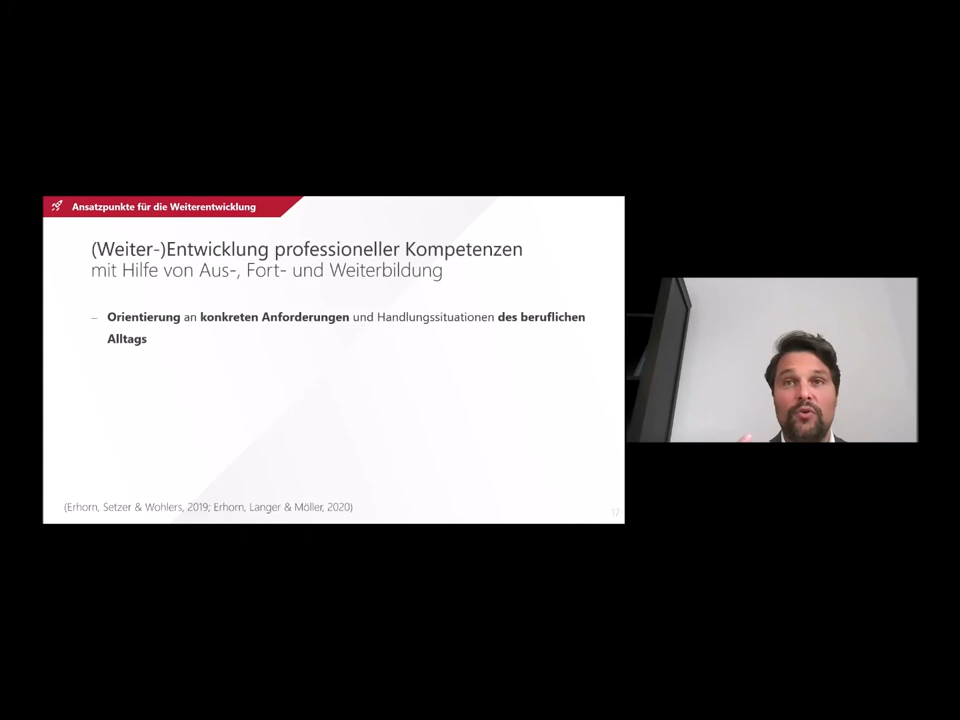 Ansatzpunkte für die Weiterentwicklung
(Weiter-)Entwicklung professioneller Kompetenzen
mit Hilfe von Aus-, Fort- und Weiterbildung
– Orientierung an konkreten Anforderungen und Handlungssituationen des beruflichen
Alltags
(Erhorn, Setzer & Wohlers, 2019; Erhorn, Langer & Möller, 2020)
17